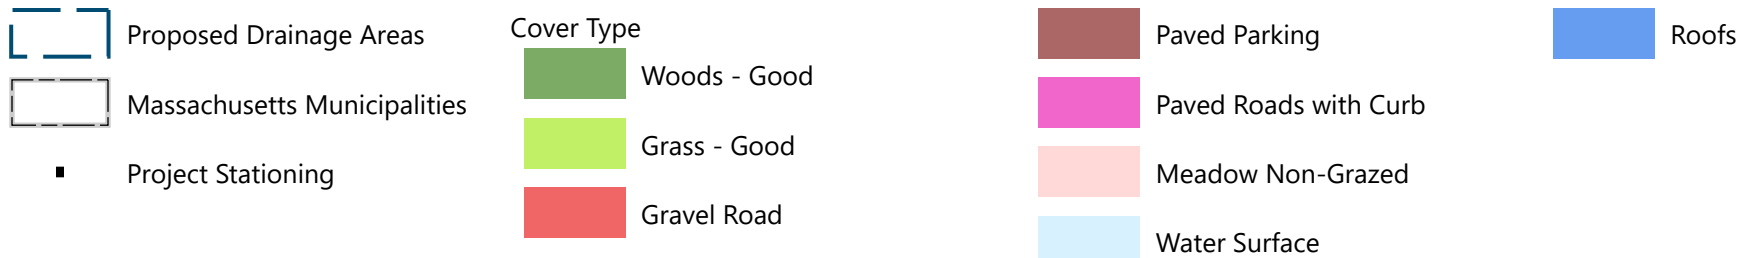 Proposed Drainage Areas
Massachusetts Municipalities
Project Stationing
Cover Type
Woods - Good
Grass - Good
Gravel Road
Paved Parking
Paved Roads with Curb
Meadow Non-Grazed
Water Surface
Roofs